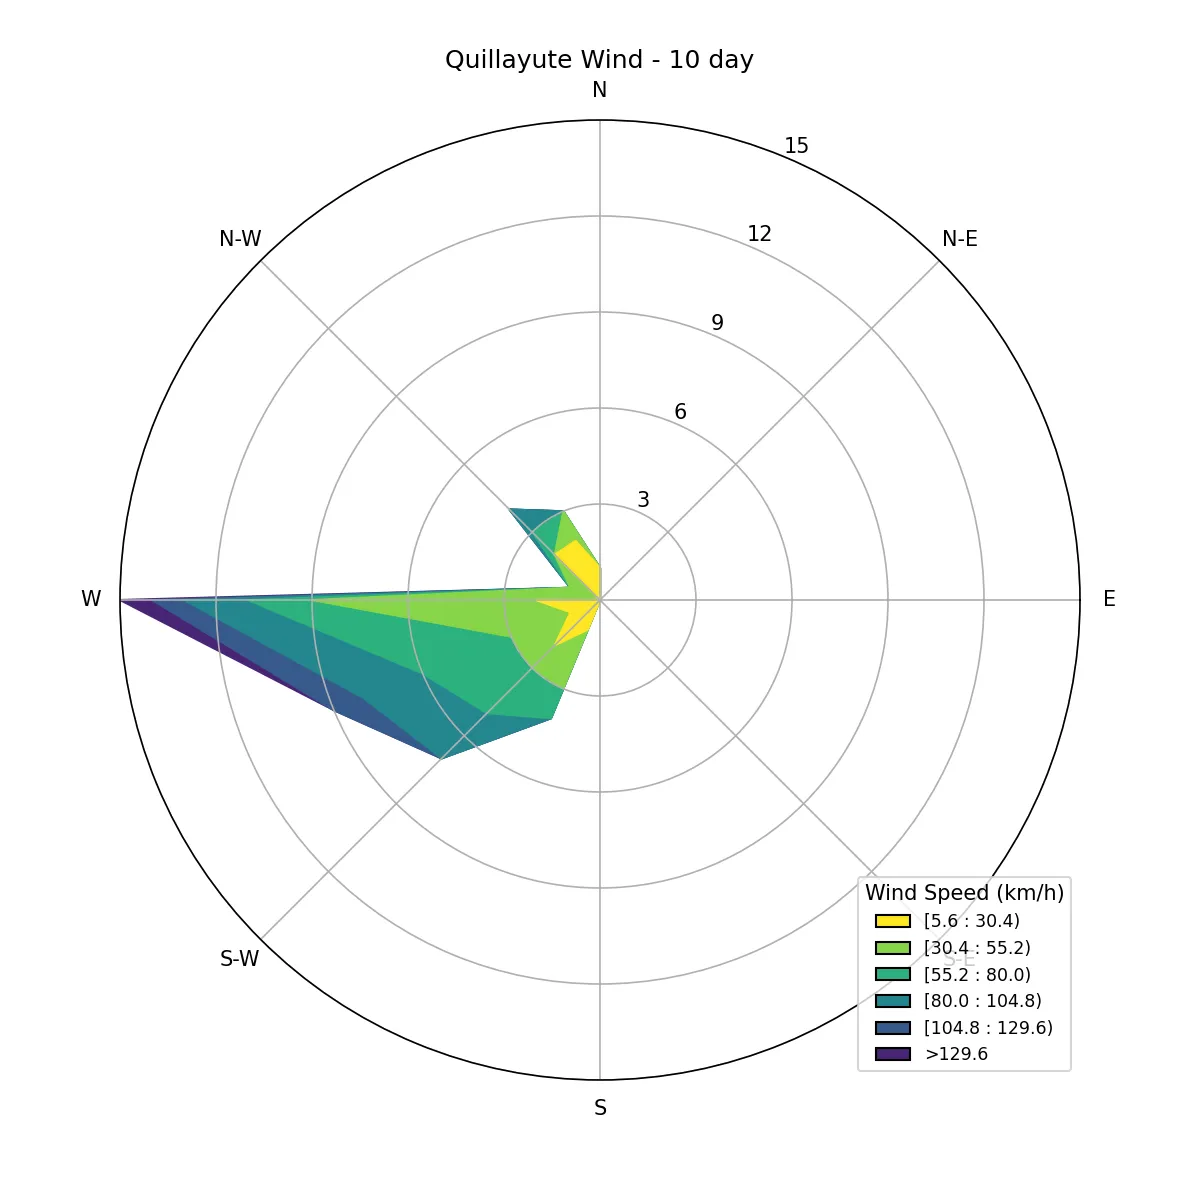 Quillayute Wind - 10 day
N
15
N-W
12
N-E
9
6
3
W
E
S-W
S-E
S
Wind Speed (km/h)
[5.6 : 30.4)
[30.4 : 55.2)
[55.2 : 80.0)
[80.0 : 104.8)
[104.8 : 129.6)
>129.6